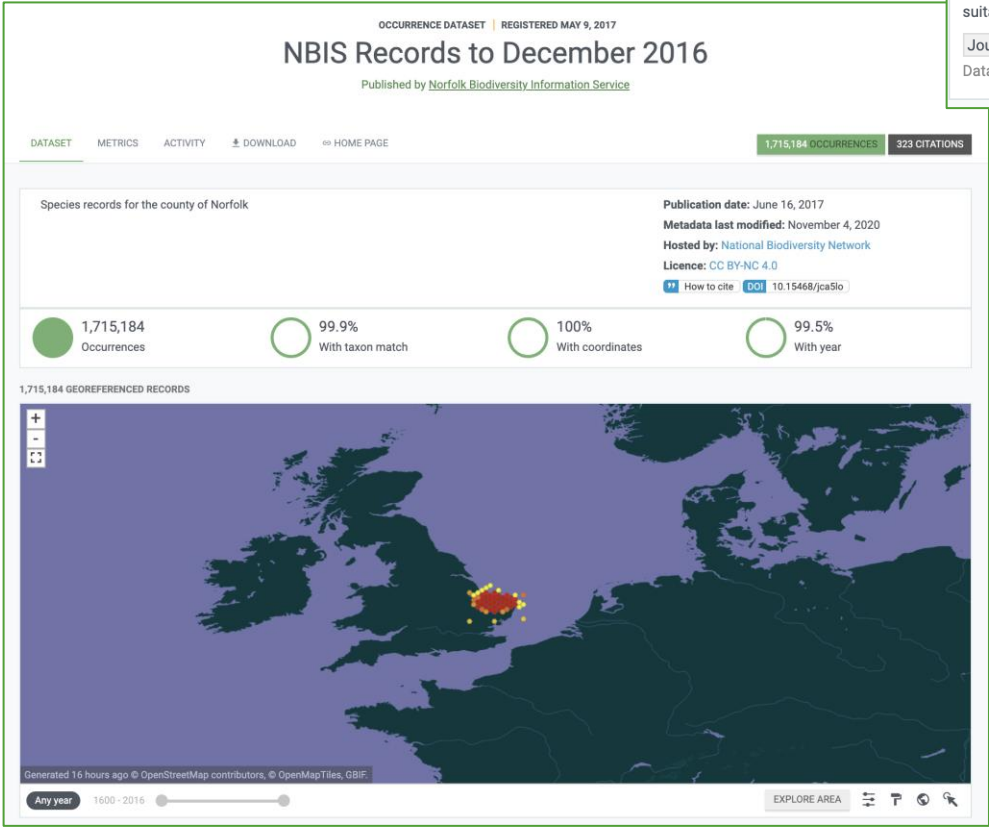 OCCURRENCE DATASET | REGISTERED MAY 9, 2017
NBIS Records to December 2016
Published by Norfolk Biodiversity Information Service
DATASET METRICS ACTIVITY DOWNLOAD HOME PAGE
1,715,184 OCCURRENCES 323 CITATIONS
Species records for the county of Norfolk
Publication date: June 16, 2017
Metadata last modified: November 4, 2020
Hosted by: National Biodiversity Network
Licence: CC BY-NC 4.0
How to cite DOI 10.15468/jca5lo
1,715,184
Occurrences
99.9%
With taxon match
100%
With coordinates
99.5%
With year
1,715,184 GEOREFERENCED RECORDS
+
-
Generated 16 hours ago © OpenStreetMap contributors, © OpenMapTiles, GBIF.
Any year 1600 - 2016
EXPLORE AREA